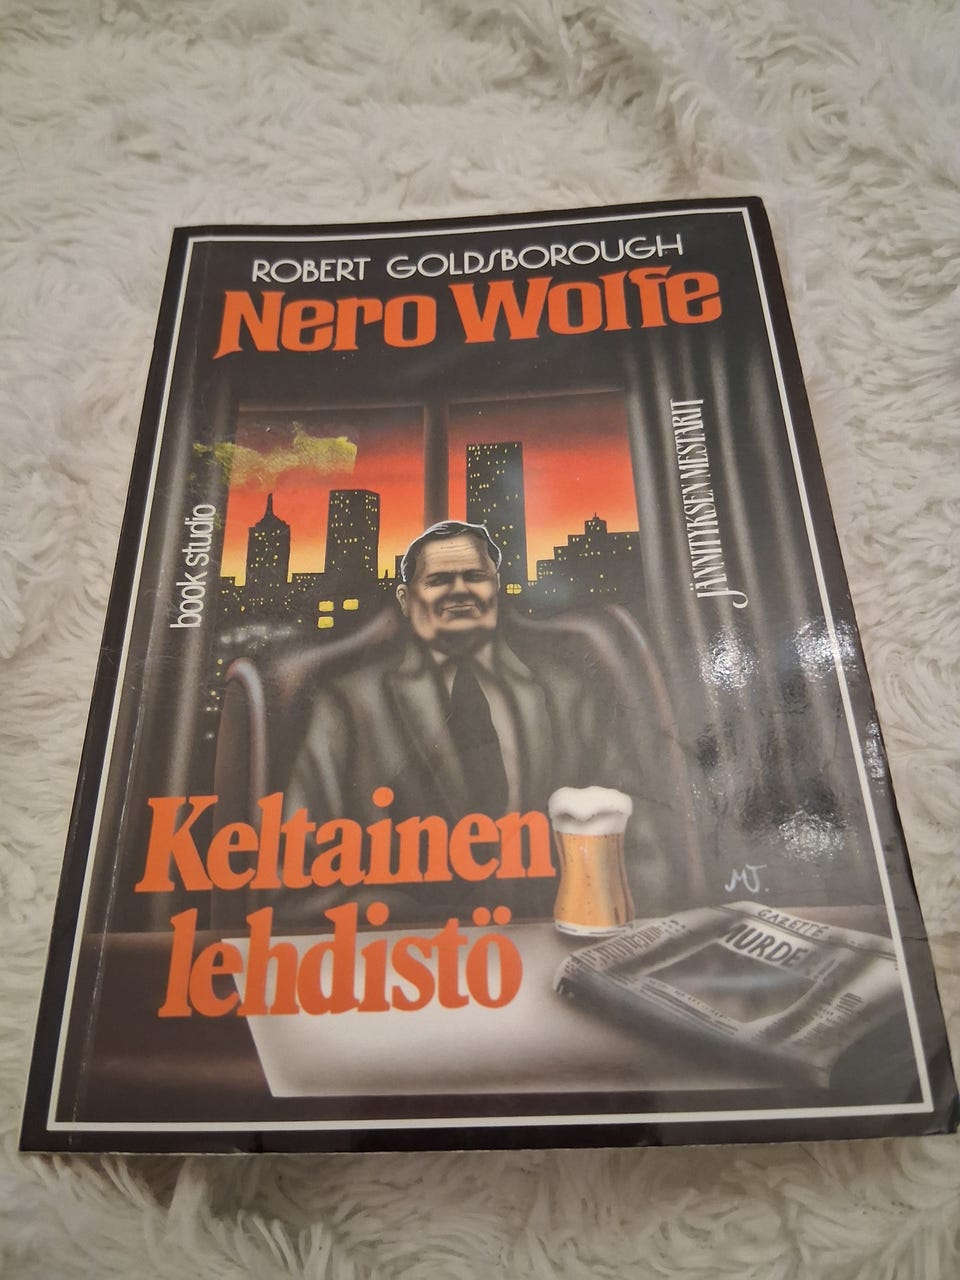 ROBERT GOLDSBOROUGH
Nero Wolfe
JÄNNITYKSEN MESTARIT
book studio
Keltainen
lehdistö
MJ.
GAZETTE
MURDER